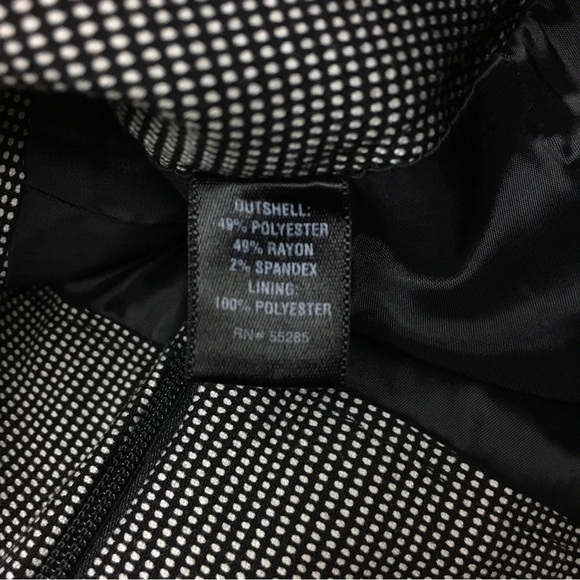 OUTSHELL:
49% POLYESTER
49% RAYON
2% SPANDEX
LINING:
100% POLYESTER
RN# 55285